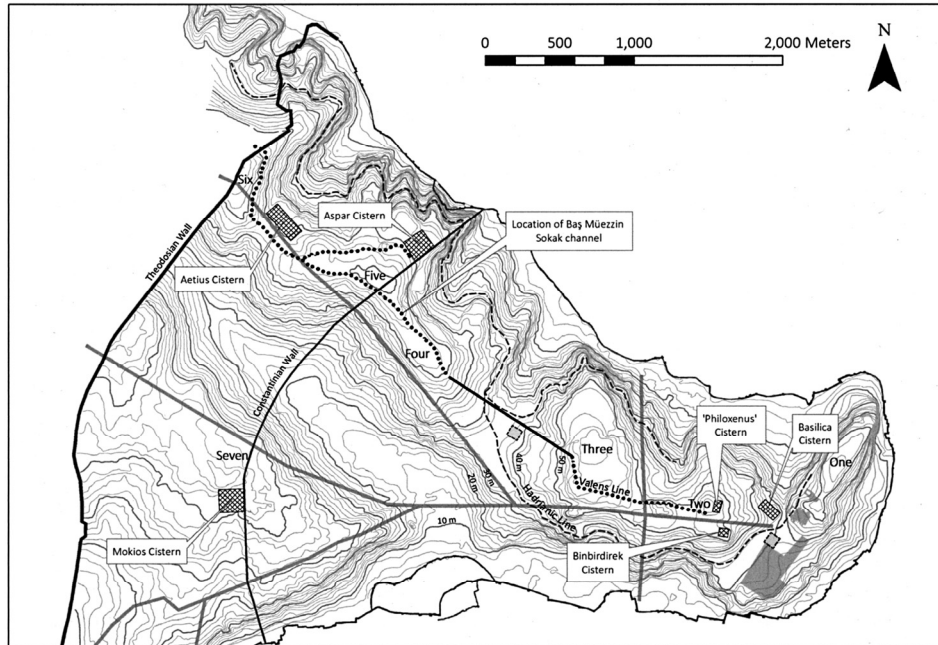 0 500 1,000 2,000 Meters
N
Six
Aspar Cistern
Location of Baş Müezzin
Sokak channel
Theodosian Wall
Aetius Cistern
Five
Four
Constantinian Wall
'Philoxenus'
Cistern
Basilica
Cistern
Seven
Three
One
40 m
50 m
30 m
20 m
Valens Line
Two
Hadrianic Line
10 m
Mokios Cistern
Binbirdirek
Cistern